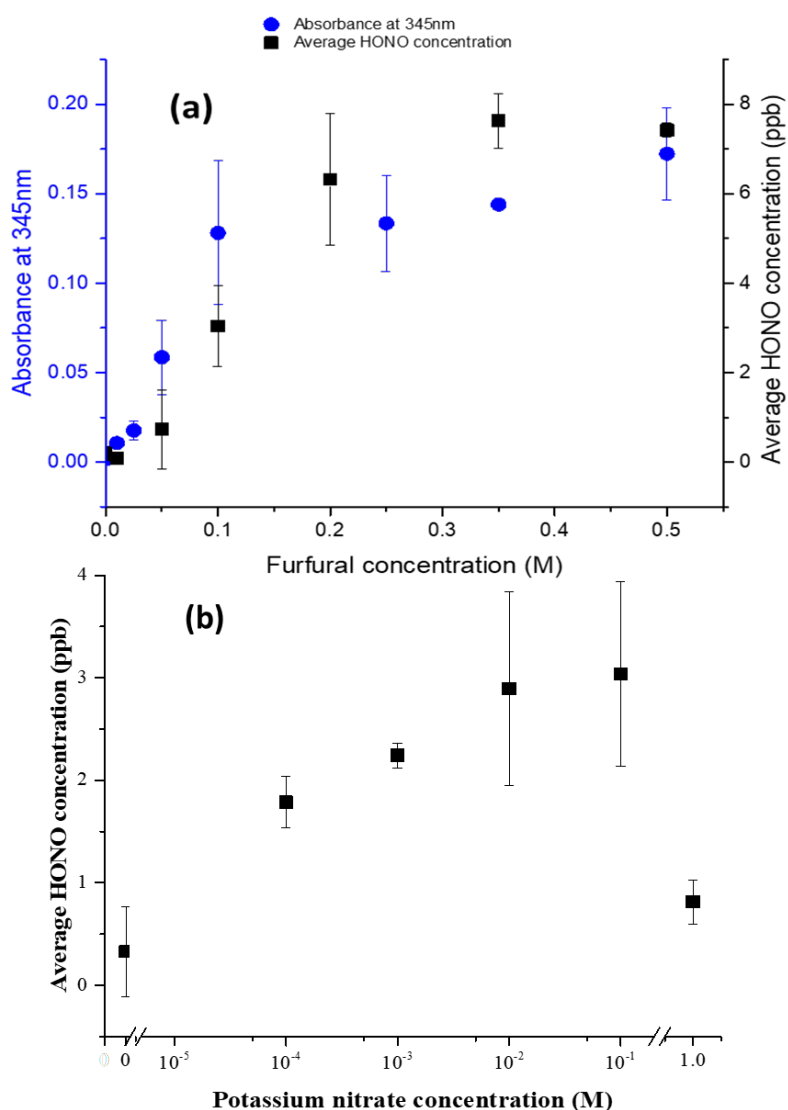 Absorbance at 345nm
Average HONO concentration
(a)
Absorbance at 345nm
0.20
0.15
0.10
0.05
0.00
8
6
4
2
0
Average HONO concentration (ppb)
0.0 0.1 0.2 0.3 0.4 0.5
Furfural concentration (M)
(b)
Average HONO concentration (ppb)
4
3
2
1
0
0 0 10⁻⁵ 10⁻⁴ 10⁻³ 10⁻² 10⁻¹ 1.0
Potassium nitrate concentration (M)